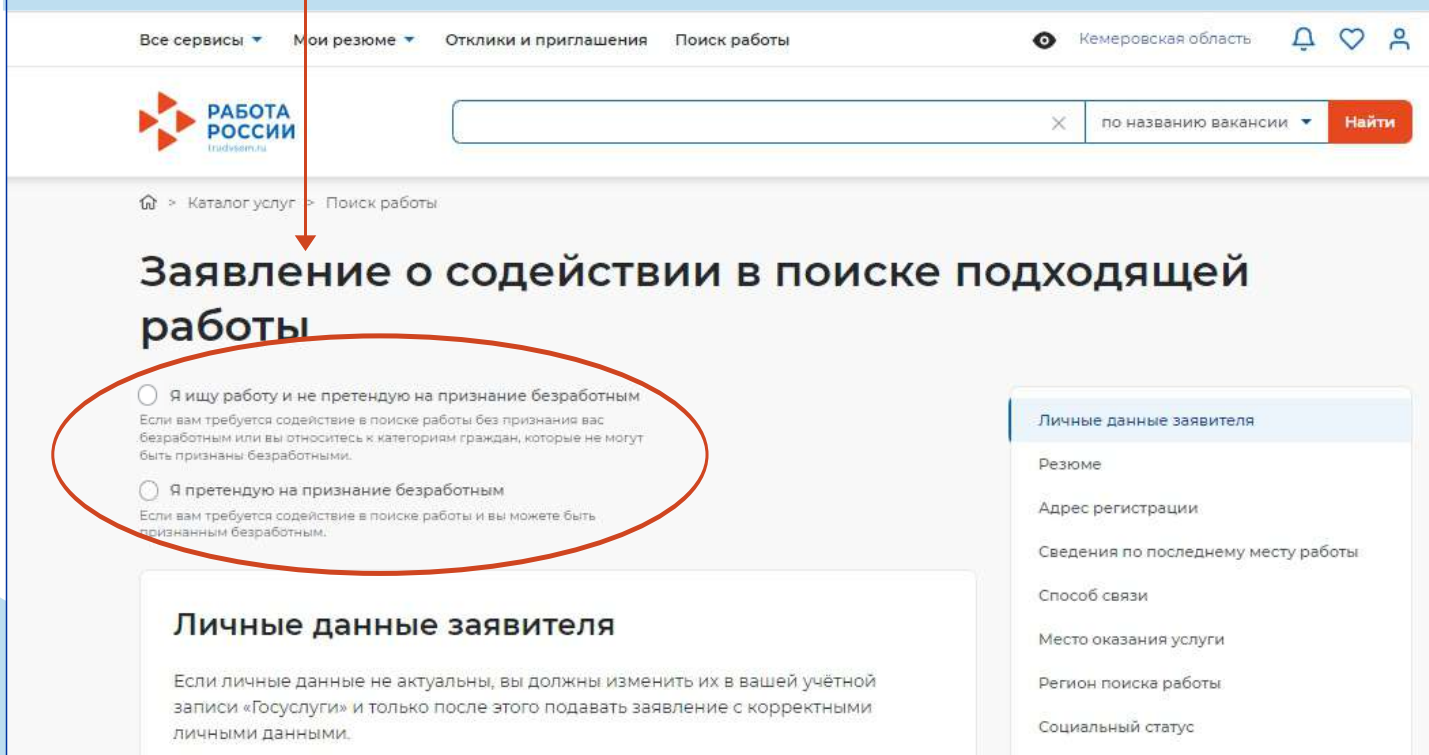 Все сервисы Мои резюме Отклики и приглашения Поиск работы Кемеровская область
РАБОТА
РОССИИ
trudvsem.ru
по названию вакансии Найти
> Каталог услуг > Поиск работы
Заявление о содействии в поиске подходящей
работы
Я ищу работу и не претендую на признание безработным
Если вам требуется содействие в поиске работы без признания вас
безработным или вы относитесь к категориям граждан, которые не могут
быть признаны безработными.
Я претендую на признание безработным
Если вам требуется содействие в поиске работы и вы можете быть
признанным безработным.
Личные данные заявителя
Если личные данные не актуальны, вы должны изменить их в вашей учётной
записи «Госуслуги» и только после этого подавать заявление с корректными
личными данными.
Личные данные заявителя
Резюме
Адрес регистрации
Сведения по последнему месту работы
Способ связи
Место оказания услуги
Регион поиска работы
Социальный статус